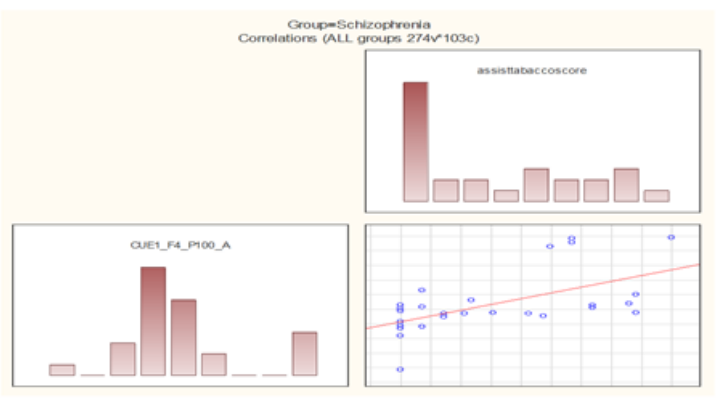 Group=Schizophrenia
Correlations (ALL groups 274v*103c)
assisttabaccoscore
CUE1_F4_P100_A